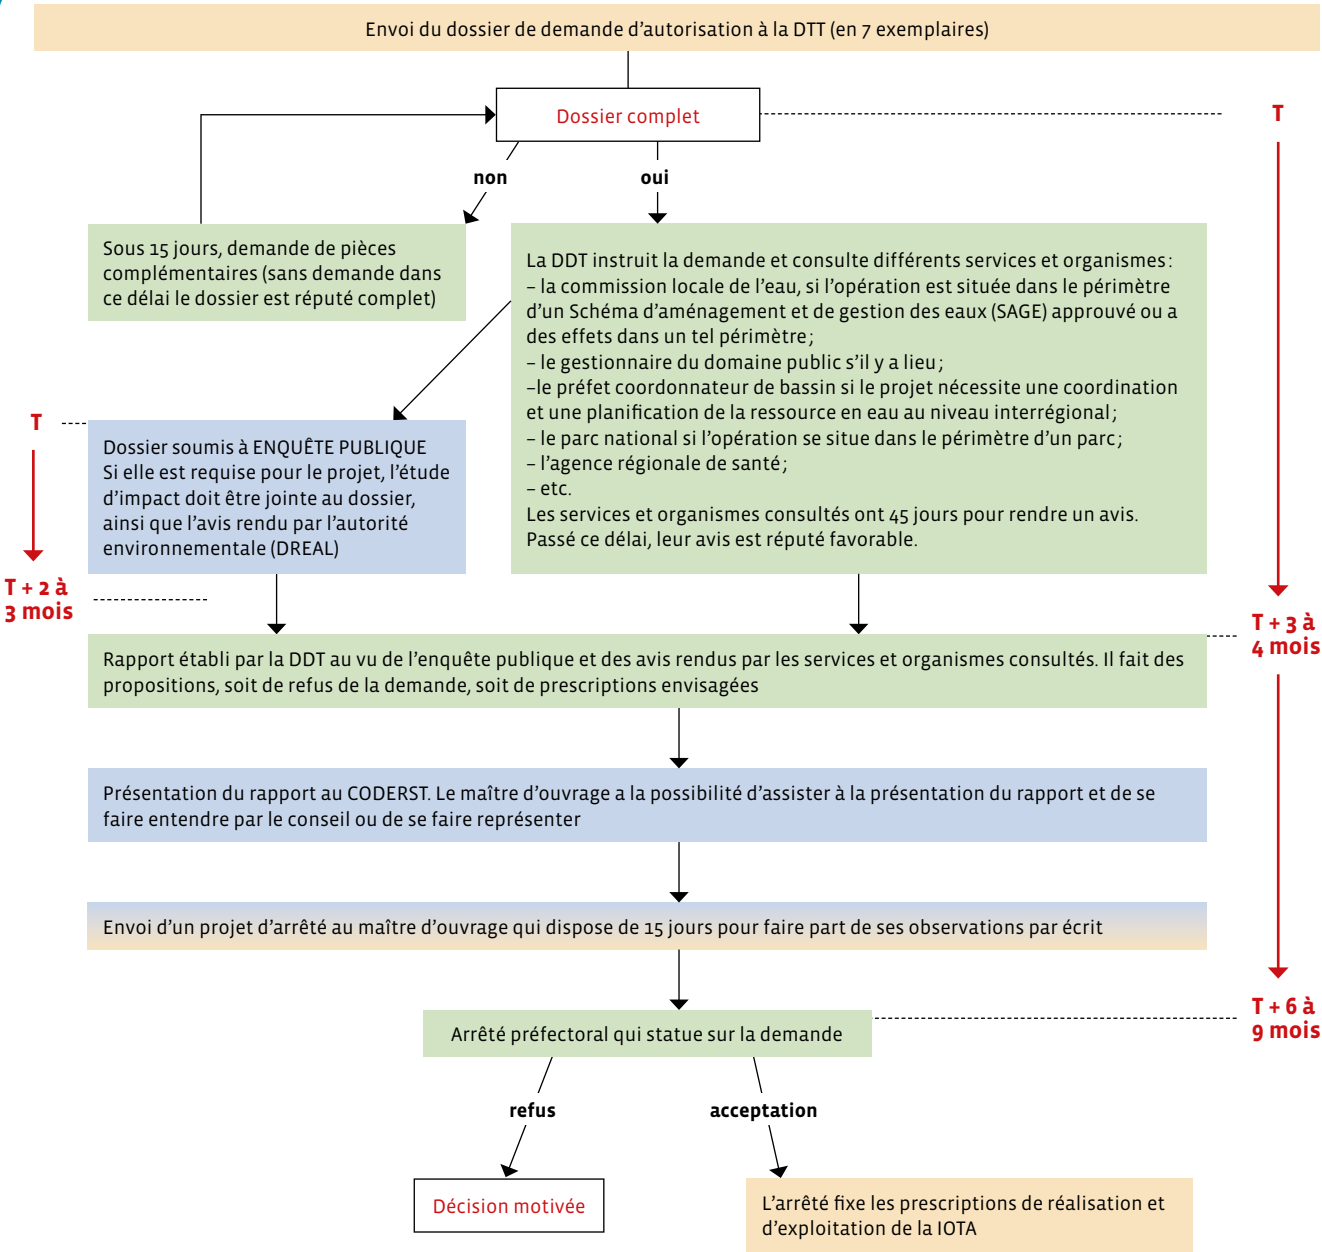 Envoi du dossier de demande d'autorisation à la DTT (en 7 exemplaires)
Dossier complet
T
non
oui
Sous 15 jours, demande de pièces
complémentaires (sans demande dans
ce délai le dossier est réputé complet)
La DDT instruit la demande et consulte différents services et organismes :
– la commission locale de l'eau, si l'opération est située dans le périmètre
d'un Schéma d'aménagement et de gestion des eaux (SAGE) approuvé ou a
des effets dans un tel périmètre ;
– le gestionnaire du domaine public s'il y a lieu ;
–le préfet coordonnateur de bassin si le projet nécessite une coordination
et une planification de la ressource en eau au niveau interrégional ;
– le parc national si l'opération se situe dans le périmètre d'un parc ;
– l'agence régionale de santé ;
– etc.
Les services et organismes consultés ont 45 jours pour rendre un avis.
Passé ce délai, leur avis est réputé favorable.
T
Dossier soumis à ENQUÊTE PUBLIQUE
Si elle est requise pour le projet, l'étude
d'impact doit être jointe au dossier,
ainsi que l'avis rendu par l'autorité
environnementale (DREAL)
T + 2 à
3 mois
T + 3 à
4 mois
Rapport établi par la DDT au vu de l'enquête publique et des avis rendus par les services et organismes consultés. Il fait des
propositions, soit de refus de la demande, soit de prescriptions envisagées
Présentation du rapport au CODERST. Le maître d'ouvrage a la possibilité d'assister à la présentation du rapport et de se
faire entendre par le conseil ou de se faire représenter
Envoi d'un projet d'arrêté au maître d'ouvrage qui dispose de 15 jours pour faire part de ses observations par écrit
T + 6 à
9 mois
Arrêté préfectoral qui statue sur la demande
refus
acceptation
Décision motivée
L'arrêté fixe les prescriptions de réalisation et
d'exploitation de la IOTA